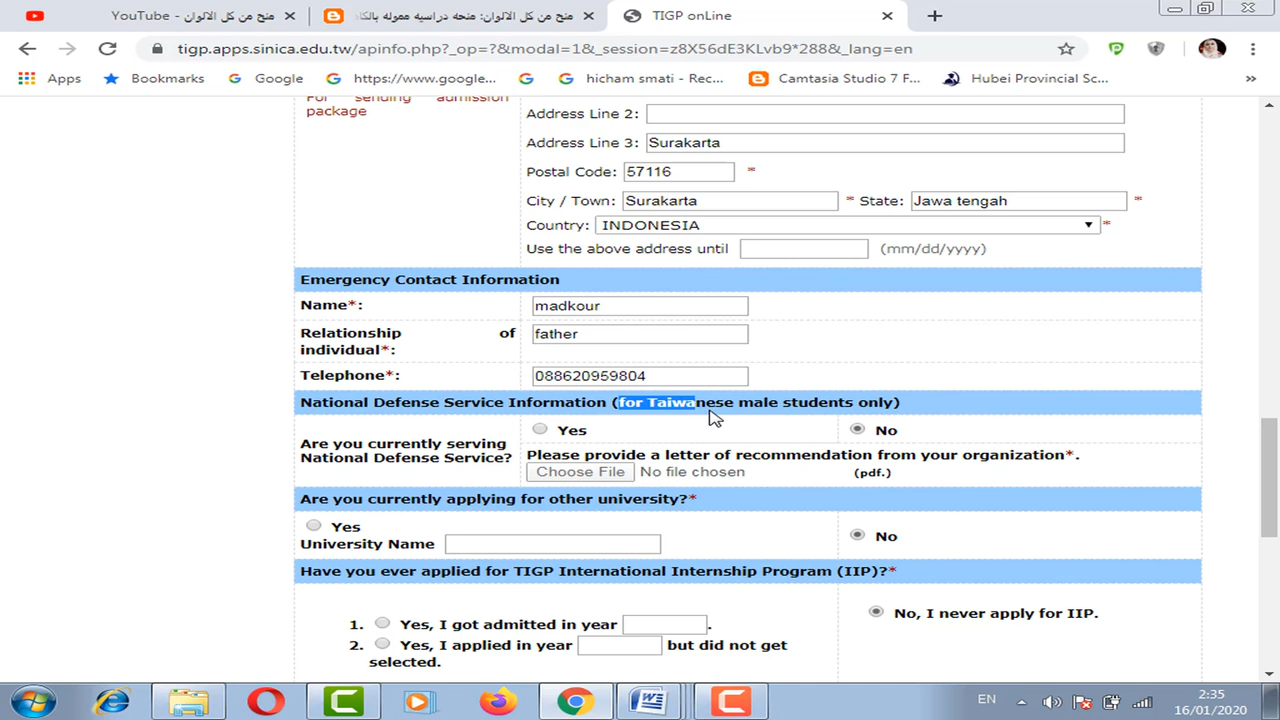 منح من كل الالوان - YouTube
منح من كل الالوان: منحه دراسيه مموله بالكا
TIGP onLine
tigp.apps.sinica.edu.tw/apinfo.php?_op=?&modal=1&_session=z8X56dE3KLvb9*288&_lang=en
Apps Bookmarks Google https://www.google... hicham smati - Rec... Camtasia Studio 7 F... Hubei Provincial Sc... »
For sending admission
package
Address Line 2:
Address Line 3: Surakarta
Postal Code: 57116 *
City / Town: Surakarta * State: Jawa tengah *
Country: INDONESIA *
Use the above address until (mm/dd/yyyy)
Emergency Contact Information
Name*: madkour
Relationship of
individual*: father
Telephone*: 088620959804
National Defense Service Information (for Taiwanese male students only)
Are you currently serving
National Defense Service?
Yes No
Please provide a letter of recommendation from your organization*.
Choose File No file chosen (pdf.)
Are you currently applying for other university?*
Yes
University Name
No
Have you ever applied for TIGP International Internship Program (IIP)?*
No, I never apply for IIP.
1. Yes, I got admitted in year .
2. Yes, I applied in year but did not get
selected.
EN
2:35
16/01/2020